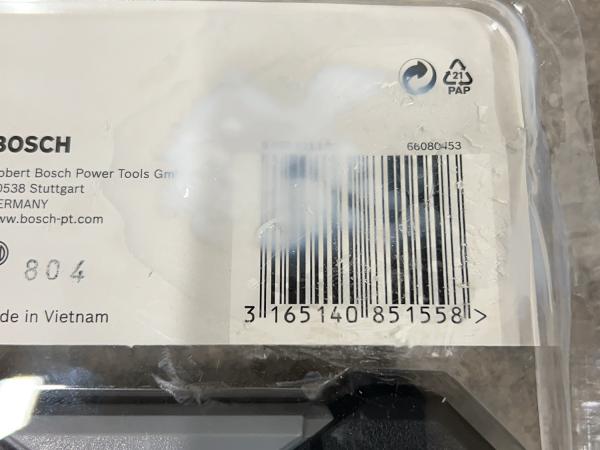 21
PAP
BOSCH
66080453
obert Bosch Power Tools Gm
0538 Stuttgart
GERMANY
www.bosch-pt.com
804
de in Vietnam
3 165140 851558 >